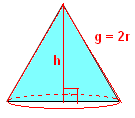 g = 2r
h